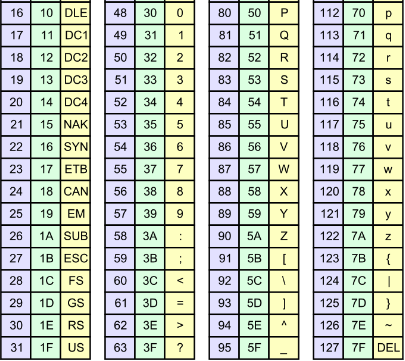 16 10 DLE 48 30 0 80 50 P 112 70 p
17 11 DC1 49 31 1 81 51 Q 113 71 q
18 12 DC2 50 32 2 82 52 R 114 72 r
19 13 DC3 51 33 3 83 53 S 115 73 s
20 14 DC4 52 34 4 84 54 T 116 74 t
21 15 NAK 53 35 5 85 55 U 117 75 u
22 16 SYN 54 36 6 86 56 V 118 76 v
23 17 ETB 55 37 7 87 57 W 119 77 w
24 18 CAN 56 38 8 88 58 X 120 78 x
25 19 EM 57 39 9 89 59 Y 121 79 y
26 1A SUB 58 3A : 90 5A Z 122 7A z
27 1B ESC 59 3B ; 91 5B [ 123 7B {
28 1C FS 60 3C < 92 5C \ 124 7C |
29 1D GS 61 3D = 93 5D ] 125 7D }
30 1E RS 62 3E > 94 5E ^ 126 7E ~
31 1F US 63 3F ? 95 5F _ 127 7F DEL